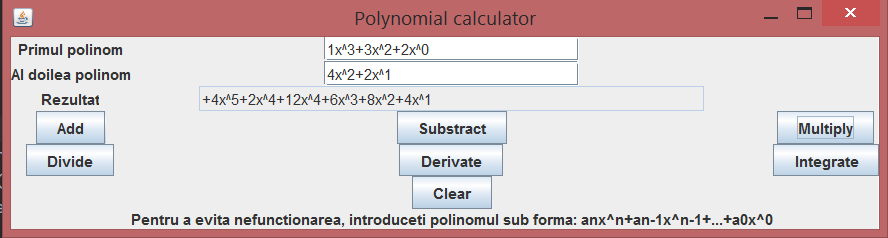 Polynomial calculator
Primul polinom 1x^3+3x^2+2x^0
Al doilea polinom 4x^2+2x^1
Rezultat +4x^5+2x^4+12x^4+6x^3+8x^2+4x^1
Add Substract Multiply
Divide Derivate Integrate
Clear
Pentru a evita nefunctionarea, introduceti polinomul sub forma: anx^n+an-1x^n-1+...+a0x^0